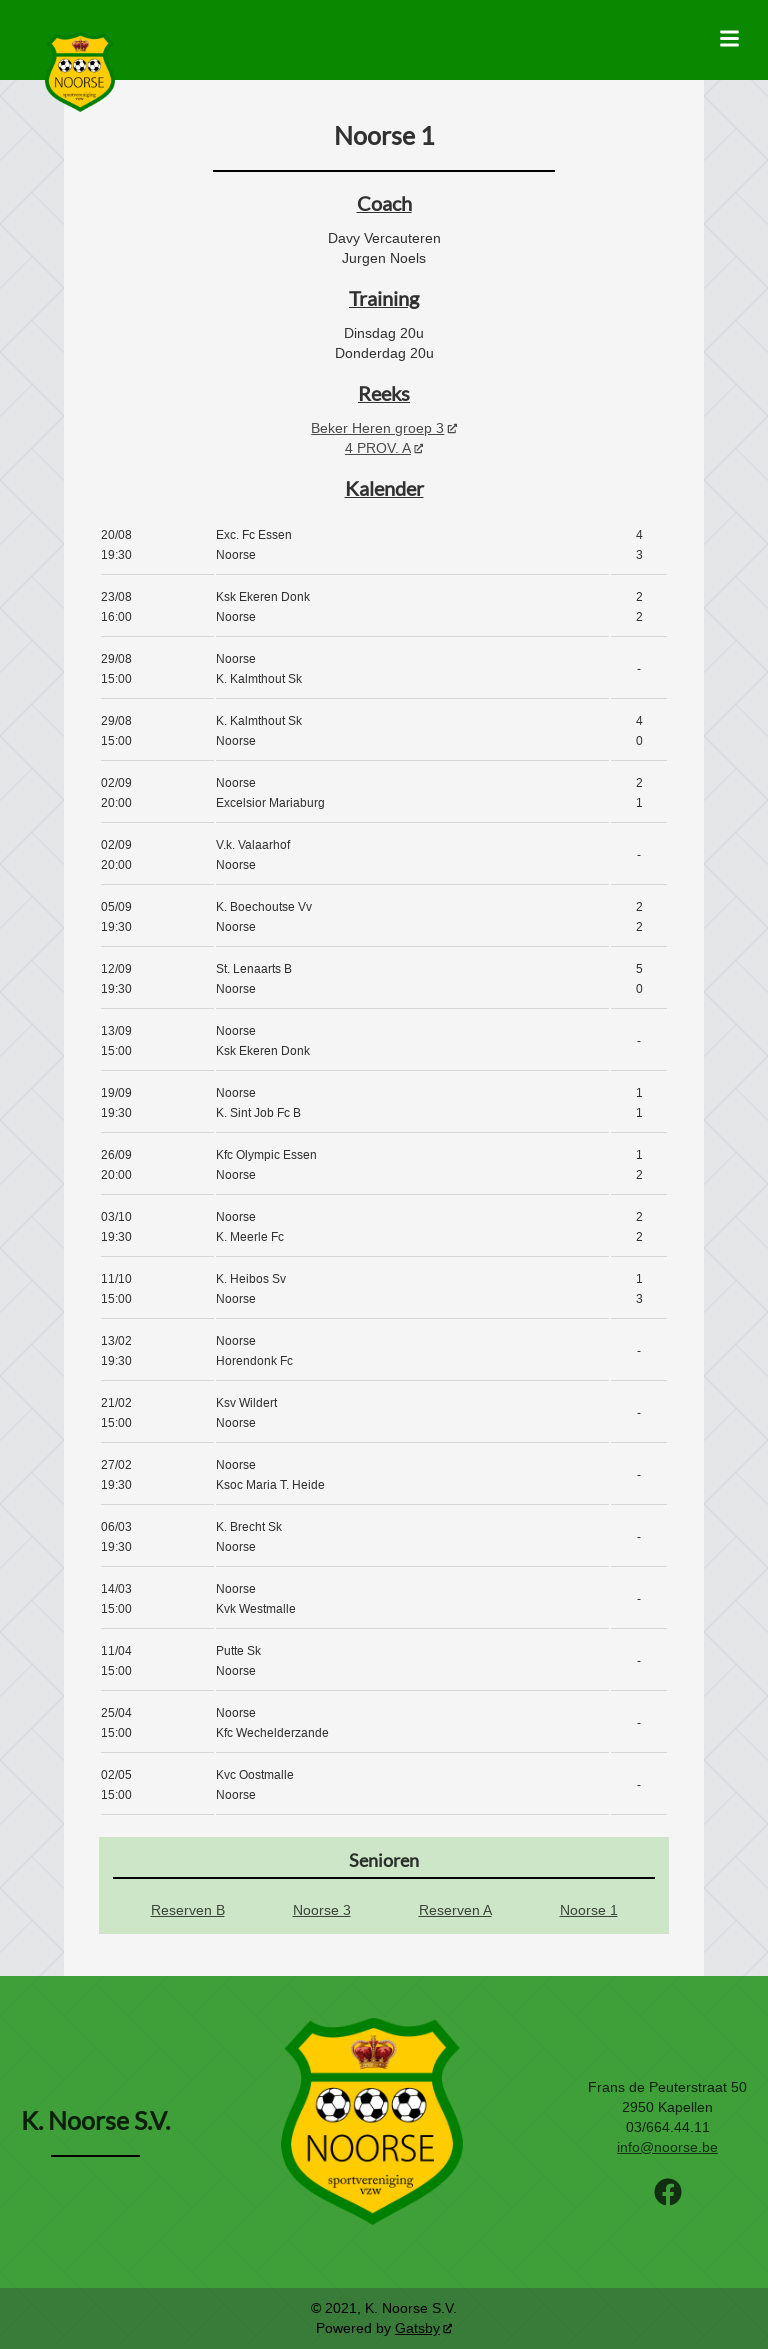 NOORSE
sportvereniging
vzw
Noorse 1
Coach
Davy Vercauteren
Jurgen Noels
Training
Dinsdag 20u
Donderdag 20u
Reeks
Beker Heren groep 3
4 PROV. A
Kalender
20/08 Exc. Fc Essen 4
19:30 Noorse 3
23/08 Ksk Ekeren Donk 2
16:00 Noorse 2
29/08 Noorse
-
15:00 K. Kalmthout Sk
29/08 K. Kalmthout Sk 4
15:00 Noorse 0
02/09 Noorse 2
20:00 Excelsior Mariaburg 1
02/09 V.k. Valaarhof
-
20:00 Noorse
05/09 K. Boechoutse Vv 2
19:30 Noorse 2
12/09 St. Lenaarts B 5
19:30 Noorse 0
13/09 Noorse
-
15:00 Ksk Ekeren Donk
19/09 Noorse 1
19:30 K. Sint Job Fc B 1
26/09 Kfc Olympic Essen 1
20:00 Noorse 2
03/10 Noorse 2
19:30 K. Meerle Fc 2
11/10 K. Heibos Sv 1
15:00 Noorse 3
13/02 Noorse
-
19:30 Horendonk Fc
21/02 Ksv Wildert
-
15:00 Noorse
27/02 Noorse
-
19:30 Ksoc Maria T. Heide
06/03 K. Brecht Sk
-
19:30 Noorse
14/03 Noorse
-
15:00 Kvk Westmalle
11/04 Putte Sk
-
15:00 Noorse
25/04 Noorse
-
15:00 Kfc Wechelderzande
02/05 Kvc Oostmalle
-
15:00 Noorse
Senioren
Reserven B Noorse 3 Reserven A Noorse 1
K. Noorse S.V.
NOORSE
sportvereniging
vzw
Frans de Peuterstraat 50
2950 Kapellen
03/664.44.11
info@noorse.be
© 2021, K. Noorse S.V.
Powered by Gatsby